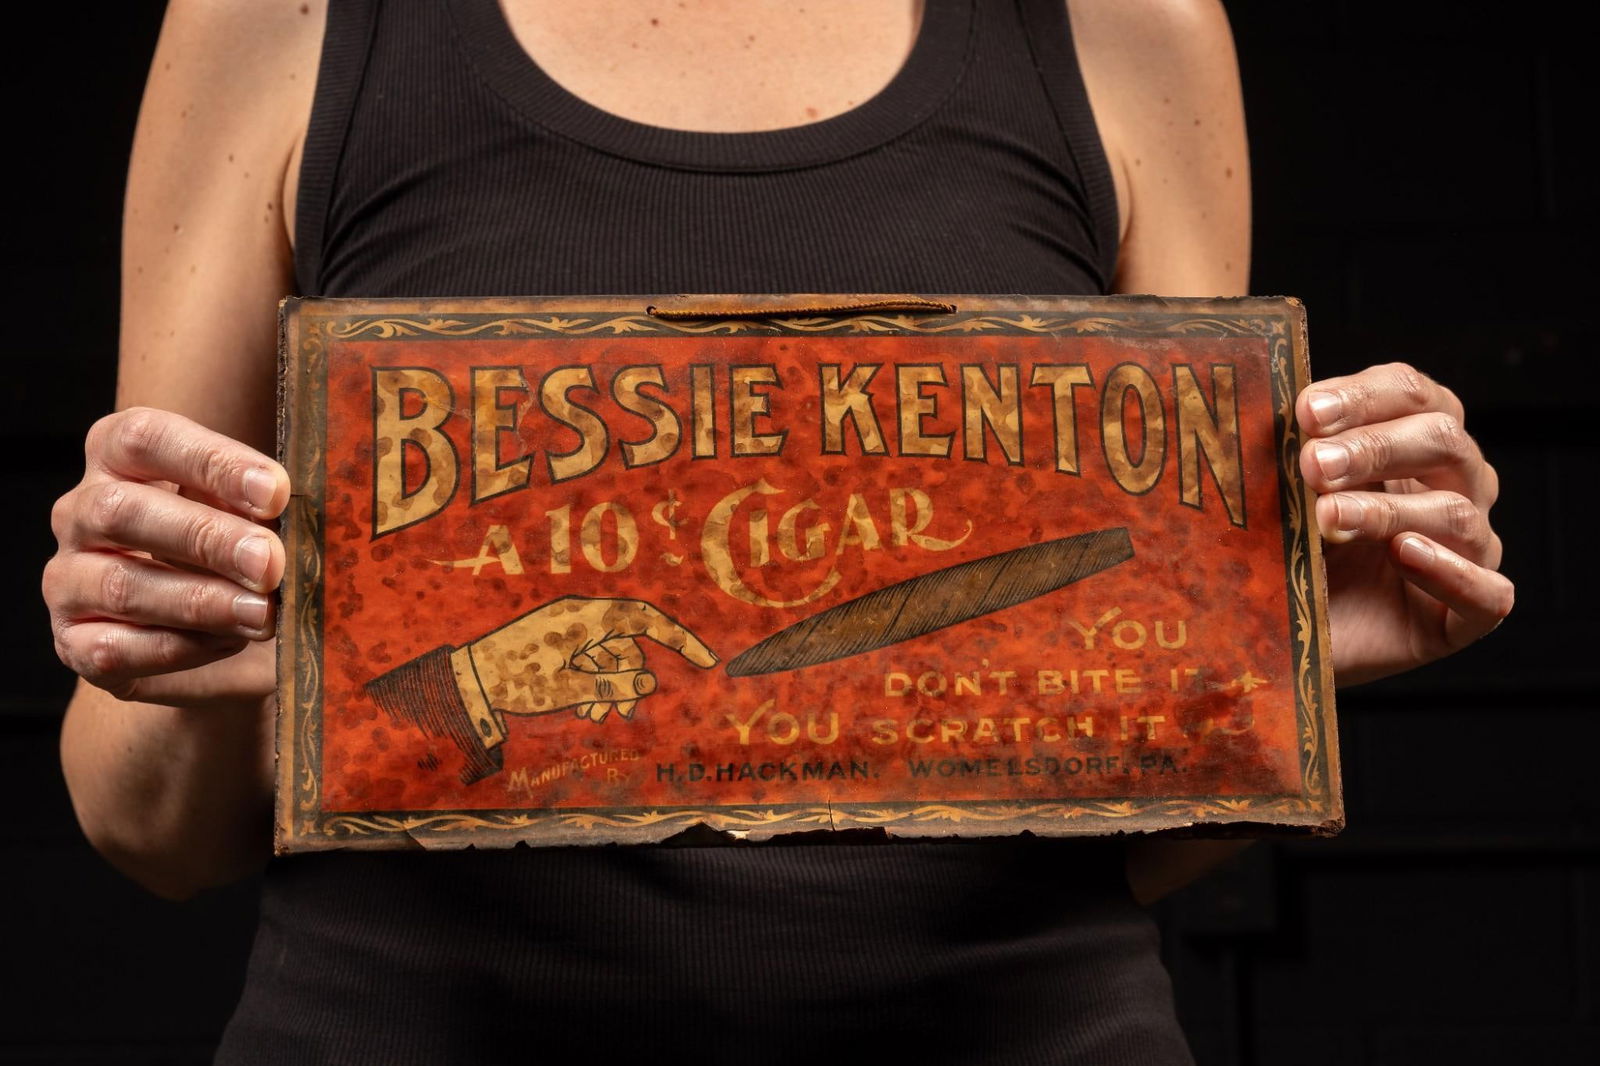 BESSIE KENTON
A 10¢ CIGAR
YOU
DON'T BITE IT
YOU SCRATCH IT
MANUFACTURED
BY H.D. HACKMAN. WOMELSDORF, PA.